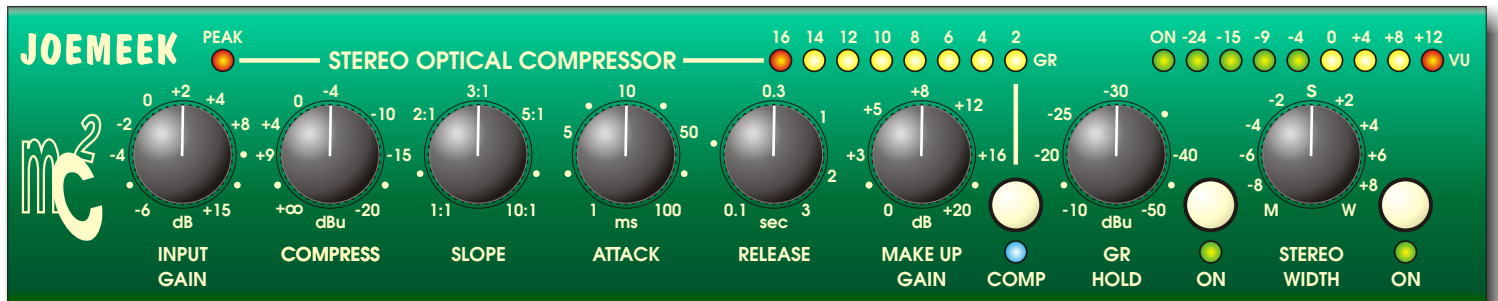 JOEMEEK
PEAK
STEREO OPTICAL COMPRESSOR
16 14 12 10 8 6 4 2
GR
ON -24 -15 -9 -4 0 +4 +8 +12
VU
mc2
-6 -4 -2 0 +2 +4 +8 +15
dB
INPUT
GAIN
+∞ +9 +4 0 -4 -10 -15 -20
dBu
COMPRESS
1:1 2:1 3:1 5:1 10:1
SLOPE
1 5 10 50 100
ms
ATTACK
0.1 0.3 1 2 3
sec
RELEASE
0 +3 +5 +8 +12 +16 +20
dB
MAKE UP
GAIN
COMP
-10 -20 -25 -30 -40 -50
dBu
GR
HOLD
ON
M -8 -6 -4 -2 S +2 +4 +6 +8 W
STEREO
WIDTH
ON